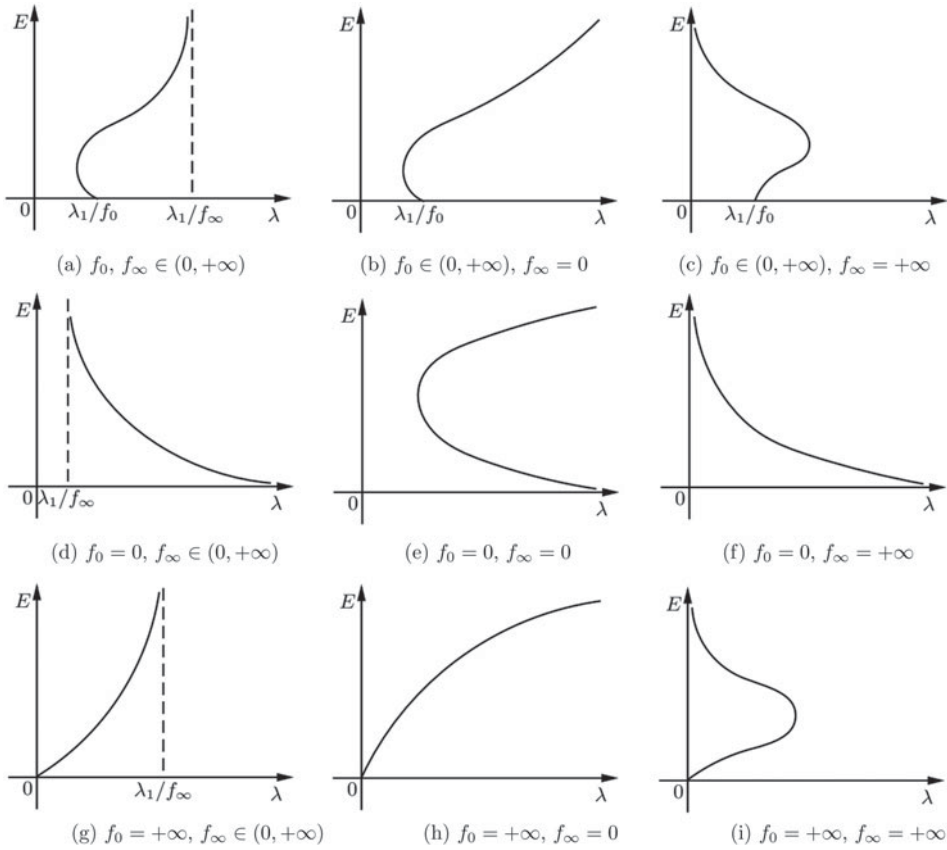 E E E
0 λ₁/f₀ λ₁/f∞ λ 0 λ₁/f₀ λ 0 λ₁/f₀ λ
(a) f₀, f∞ ∈ (0, +∞) (b) f₀ ∈ (0, +∞), f∞ = 0 (c) f₀ ∈ (0, +∞), f∞ = +∞
E E E
0 λ₁/f∞ λ 0 λ 0 λ
(d) f₀ = 0, f∞ ∈ (0, +∞) (e) f₀ = 0, f∞ = 0 (f) f₀ = 0, f∞ = +∞
E E E
0 λ₁/f∞ λ 0 λ 0 λ
(g) f₀ = +∞, f∞ ∈ (0, +∞) (h) f₀ = +∞, f∞ = 0 (i) f₀ = +∞, f∞ = +∞